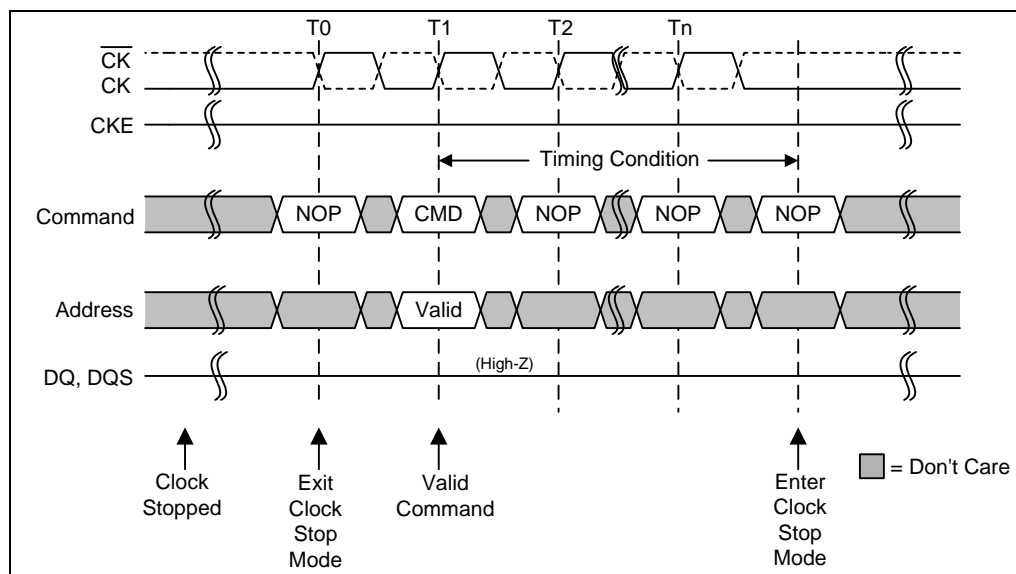 T0 T1 T2 Tn
C̅K̅
CK
CKE
Timing Condition
Command NOP CMD NOP NOP NOP
Address Valid
(High-Z)
DQ, DQS
= Don't Care
Clock Stopped
Exit Clock Stop Mode
Valid Command
Enter Clock Stop Mode